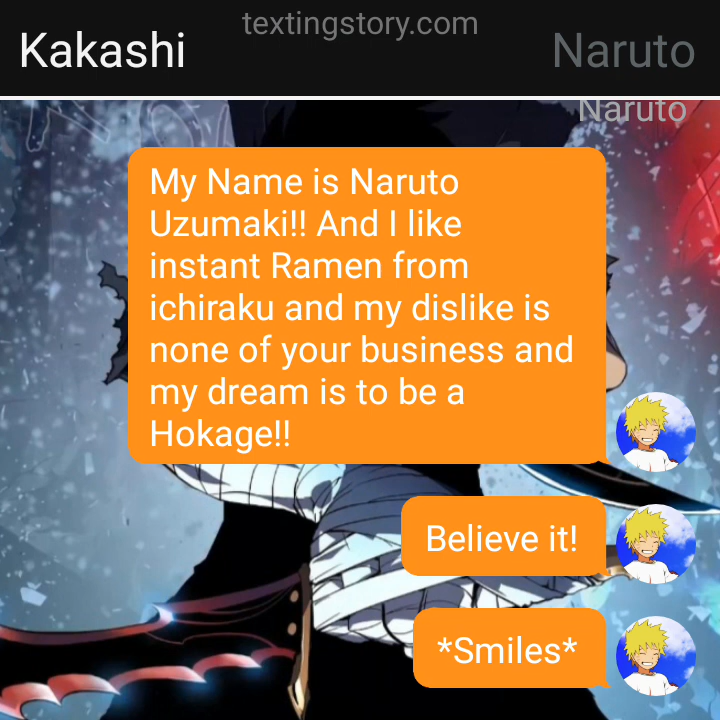 textingstory.com
Kakashi
Naruto
Naruto
My Name is Naruto
Uzumaki!! And I like
instant Ramen from
ichiraku and my dislike is
none of your business and
my dream is to be a
Hokage!!
Believe it!
*Smiles*